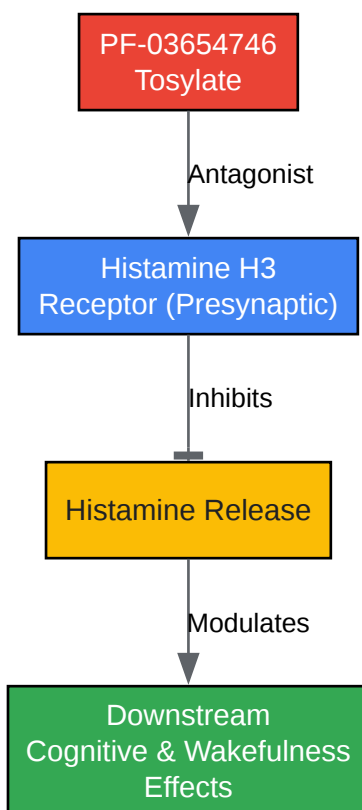 PF-03654746
Tosylate
Antagonist
Histamine H3
Receptor (Presynaptic)
Inhibits
Histamine Release
Modulates
Downstream
Cognitive & Wakefulness
Effects